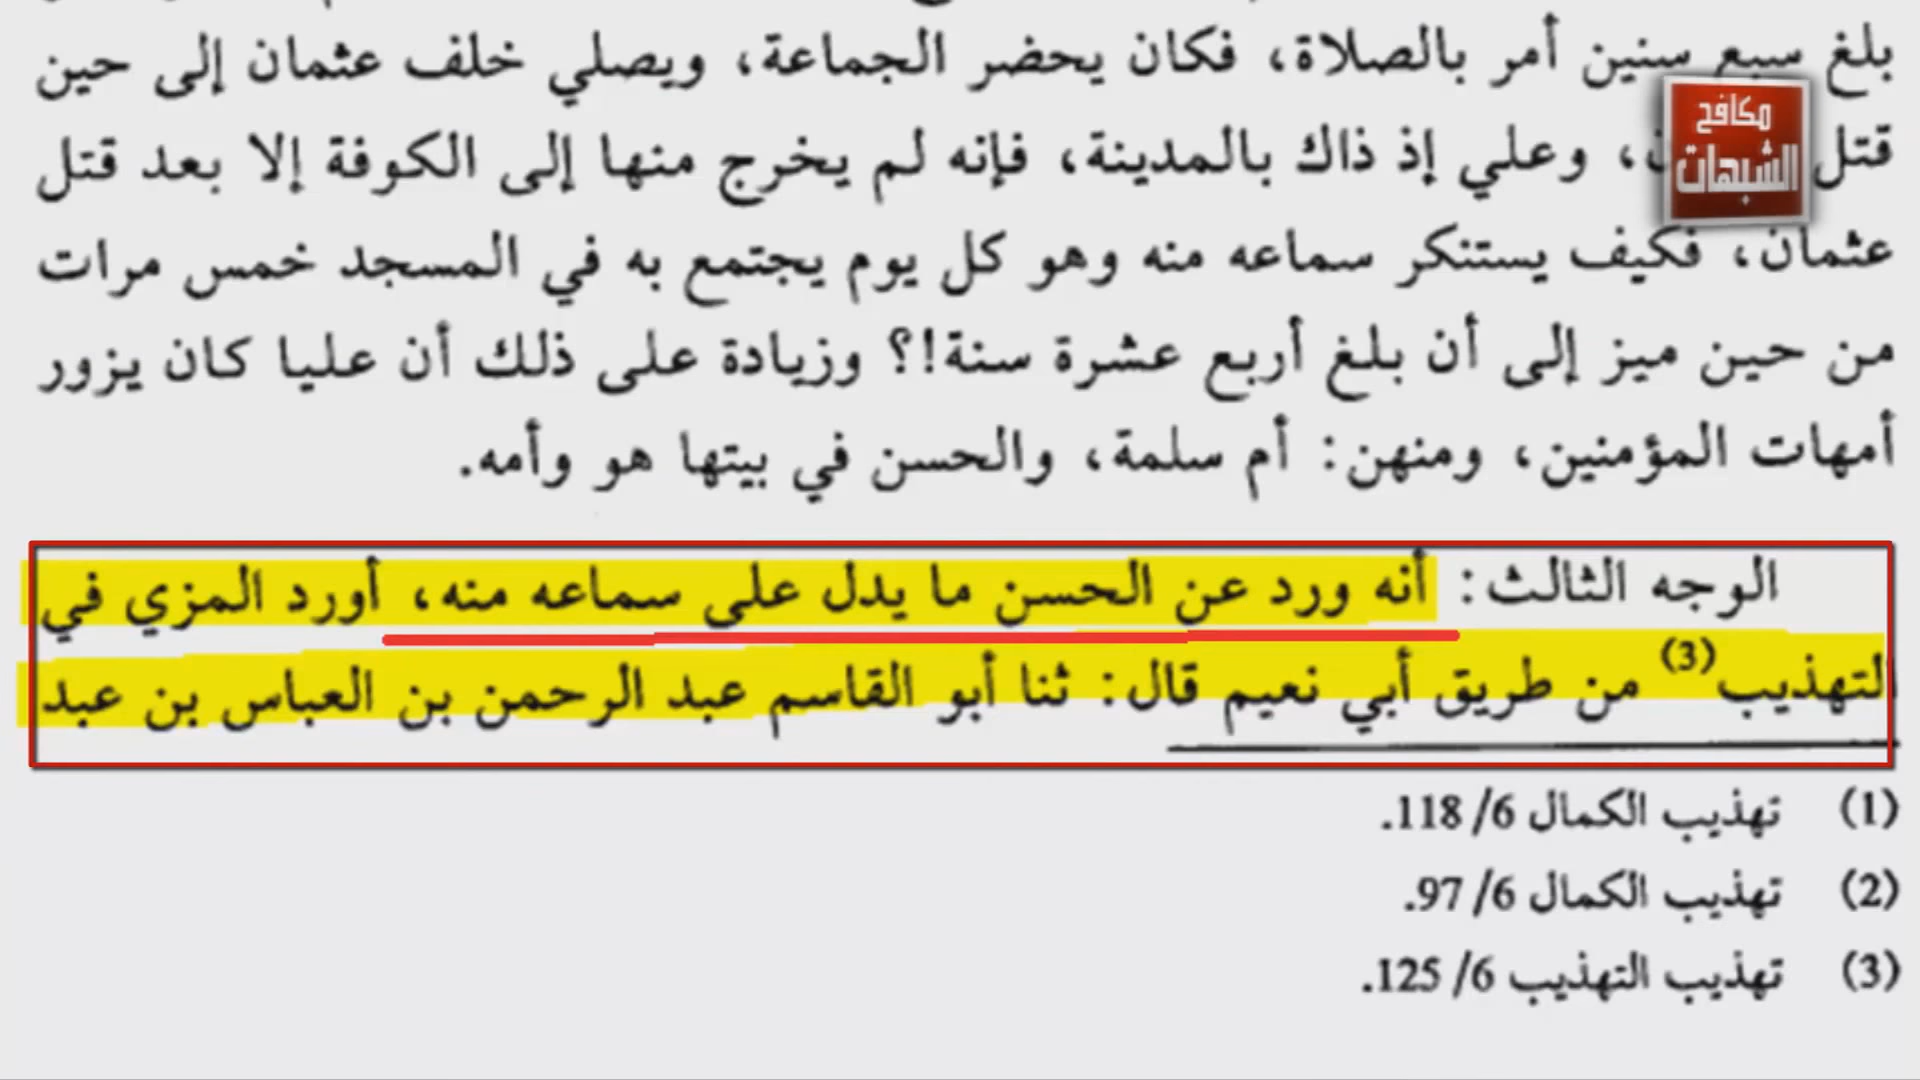 بلغ سبع سنين أمر بالصلاة، فكان يحضر الجماعة، ويصلي خلف عثمان إلى حين
قتل ن، وعلي إذ ذاك بالمدينة، فإنه لم يخرج منها إلى الكوفة إلا بعد قتل
مكافح
الشبهات
عثمان، فكيف يستنكر سماعه منه وهو كل يوم يجتمع به في المسجد خمس مرات
من حين ميز إلى أن بلغ أربع عشرة سنة!؟ وزيادة على ذلك أن عليا كان يزور
أمهات المؤمنين، ومنهن: أم سلمة، والحسن في بيتها هو وأمه.
الوجه الثالث: أنه ورد عن الحسن ما يدل على سماعه منه، أورد المزي في
التهذيب(3) من طريق أبي نعيم قال: ثنا أبو القاسم عبد الرحمن بن العباس بن عبد
(1) تهذيب الكمال 6/ 118.
(2) تهذيب الكمال 6/ 97.
(3) تهذيب التهذيب 6/ 125.